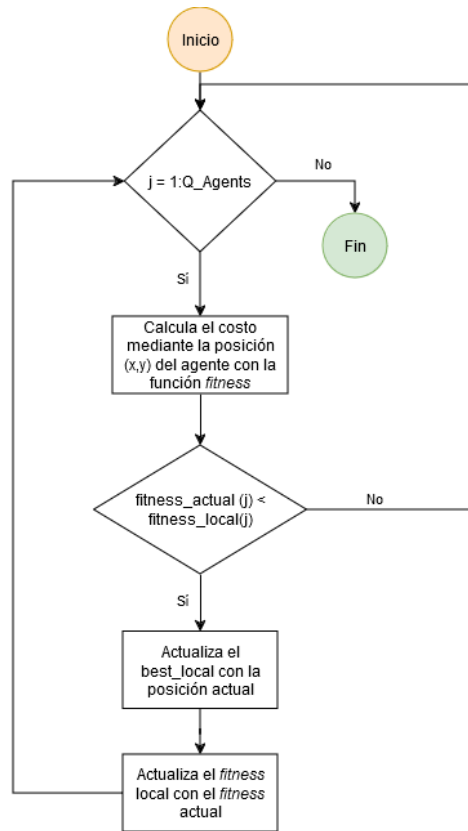 Inicio
j = 1:Q_Agents
No
Fin
Sí
Calcula el costo
mediante la posición
(x,y) del agente con la
función fitness
fitness_actual (j) <
fitness_local(j)
No
Sí
Actualiza el
best_local con la
posición actual
Actualiza el fitness
local con el fitness
actual